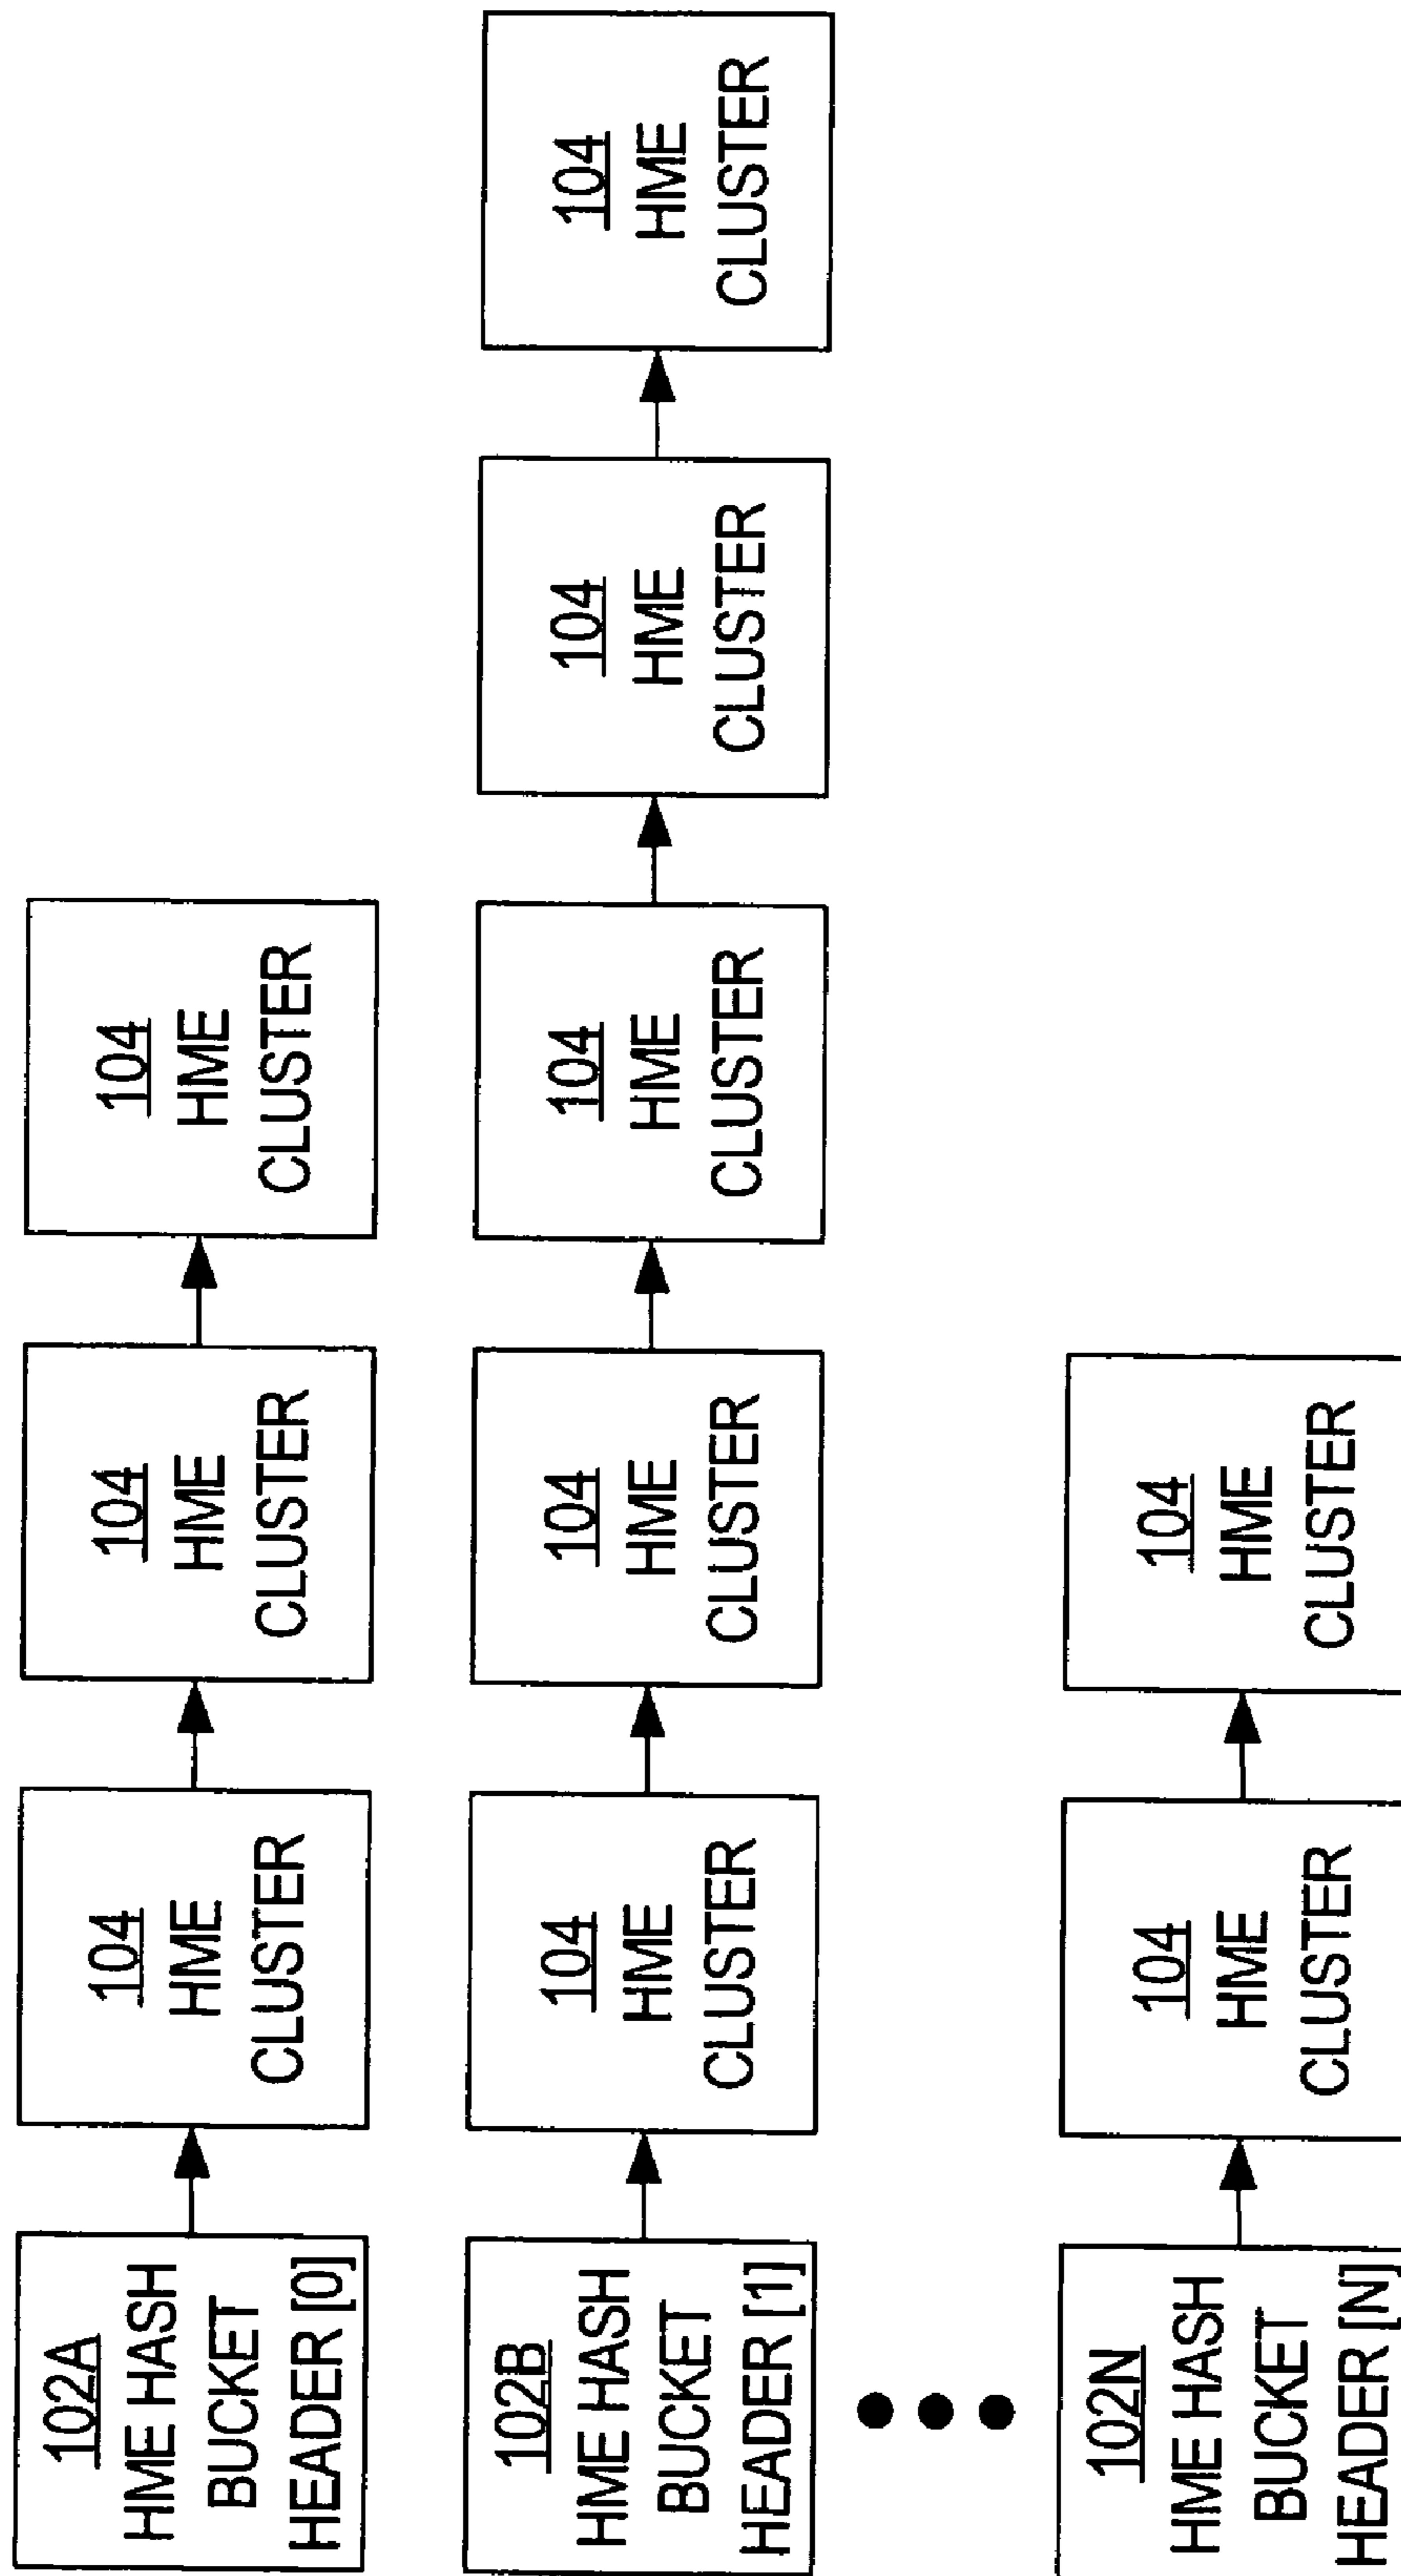 102A
HME HASH
BUCKET
HEADER [0]
104
HME
CLUSTER
104
HME
CLUSTER
104
HME
CLUSTER
102B
HME HASH
BUCKET
HEADER [1]
104
HME
CLUSTER
104
HME
CLUSTER
104
HME
CLUSTER
104
HME
CLUSTER
104
HME
CLUSTER
102N
HME HASH
BUCKET
HEADER [N]
104
HME
CLUSTER
104
HME
CLUSTER